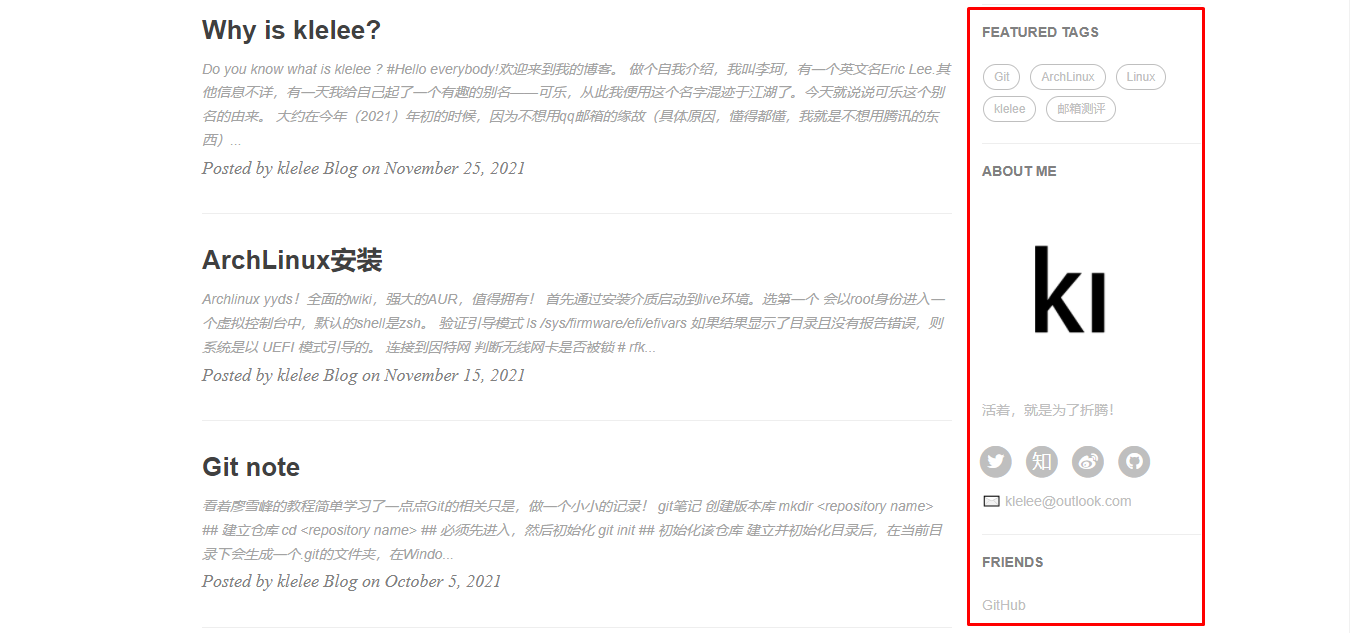 Why is klelee?
Do you know what is klelee ? #Hello everybody!欢迎来到我的博客。 做个自我介绍，我叫李珂，有一个英文名Eric Lee.其
他信息不详，有一天我给自己起了一个有趣的别名——可乐，从此我便用这个名字混迹于江湖了。今天就说说可乐这个别
名的由来。 大约在今年（2021）年初的时候，因为不想用qq邮箱的缘故（具体原因，懂得都懂，我就是不想用腾讯的东
西）...
Posted by klelee Blog on November 25, 2021
ArchLinux安装
Archlinux yyds！全面的wiki，强大的AUR，值得拥有！ 首先通过安装介质启动到live环境。选第一个 会以root身份进入一
个虚拟控制台中，默认的shell是zsh。 验证引导模式 ls /sys/firmware/efi/efivars 如果结果显示了目录且没有报告错误，则
系统是以 UEFI 模式引导的。 连接到因特网 判断无线网卡是否被锁 # rfk...
Posted by klelee Blog on November 15, 2021
Git note
看着廖雪峰的教程简单学习了一点点Git的相关只是，做一个小小的记录！ git笔记 创建版本库 mkdir <repository name>
## 建立仓库 cd <repository name> ## 必须先进入，然后初始化 git init ## 初始化该仓库 建立并初始化目录后，在当前目
录下会生成一个.git的文件夹，在Windo...
Posted by klelee Blog on October 5, 2021
FEATURED TAGS
Git ArchLinux Linux
klelee 邮箱测评
ABOUT ME
kl
活着，就是为了折腾！
知
klelee@outlook.com
FRIENDS
GitHub